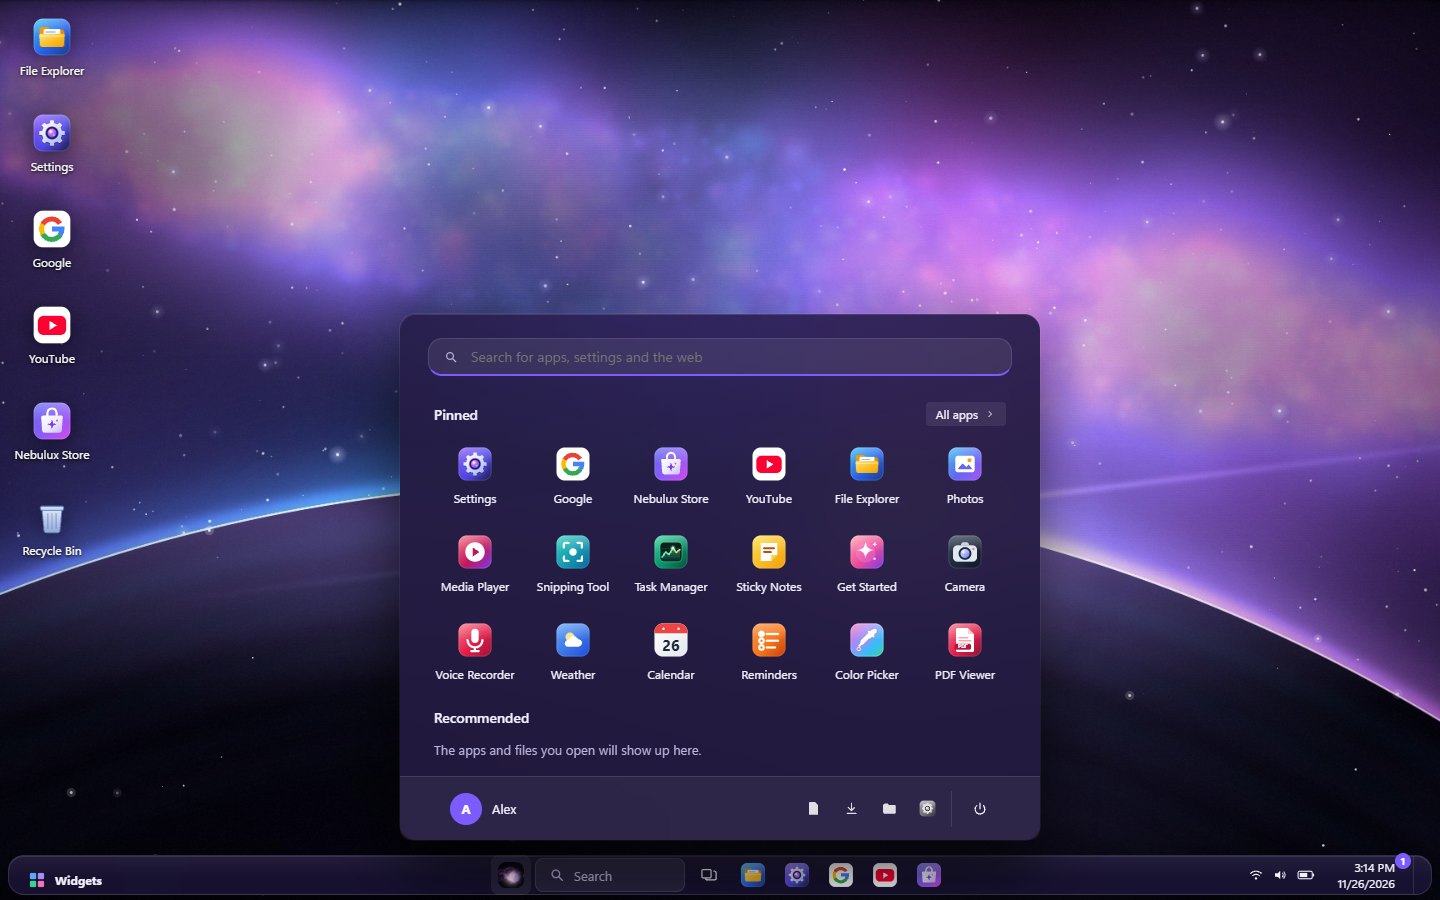 File Explorer
Settings
Google
YouTube
Nebulux Store
Recycle Bin
Search for apps, settings and the web
Pinned
All apps
Settings
Google
Nebulux Store
YouTube
File Explorer
Photos
Media Player
Snipping Tool
Task Manager
Sticky Notes
Get Started
Camera
26
PDF
Voice Recorder
Weather
Calendar
Reminders
Color Picker
PDF Viewer
Recommended
The apps and files you open will show up here.
A
Alex
Widgets
Search
3:14 PM
1
11/26/2026